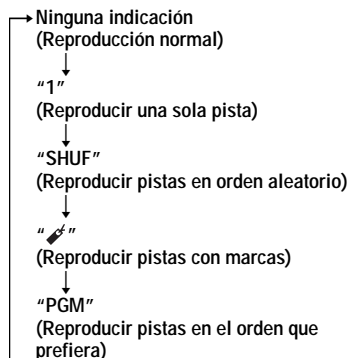 Ninguna indicación
(Reproducción normal)
“1”
(Reproducir una sola pista)
“SHUF”
(Reproducir pistas en orden aleatorio)
“ ”
(Reproducir pistas con marcas)
“PGM”
(Reproducir pistas en el orden que
prefiera)